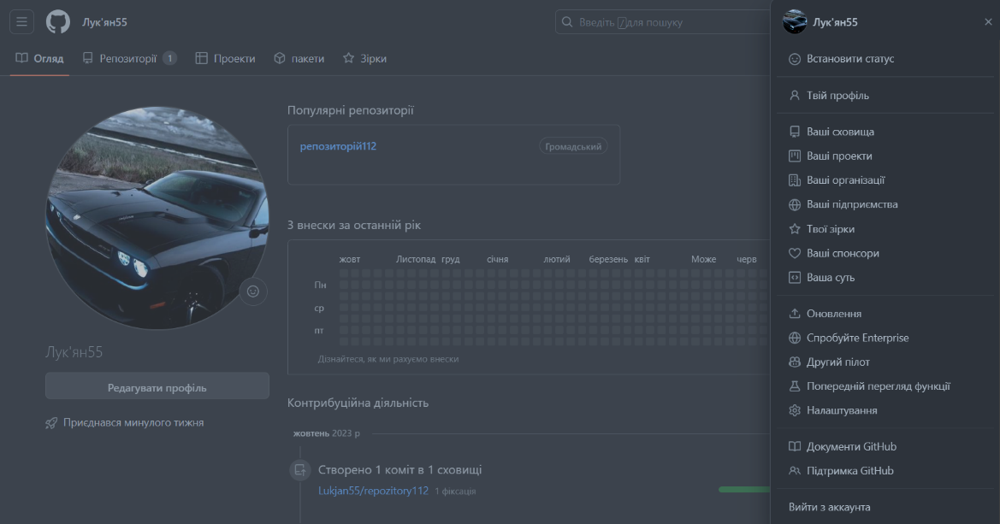 Лук'ян55
Введіть / для пошуку
Огляд
Репозиторії 1
Проекти
пакети
Зірки
Лук'ян55
Редагувати профіль
Приєднався минулого тижня
Популярні репозиторії
репозиторій112 Громадський
3 внески за останній рік
жовт Листопад груд січня лютий березень квіт Може черв
Пн
ср
пт
Дізнайтеся, як ми рахуємо внески
Контрибуційна діяльність
жовтень 2023 р
Створено 1 коміт в 1 сховищі
Lukjan55/repozitory112 1 фіксація
Лук'ян55
Встановити статус
Твій профіль
Ваші сховища
Ваші проекти
Ваші організації
Ваші підприємства
Твої зірки
Ваші спонсори
Ваша суть
Оновлення
Спробуйте Enterprise
Другий пілот
Попередній перегляд функції
Налаштування
Документи GitHub
Підтримка GitHub
Вийти з аккаунта